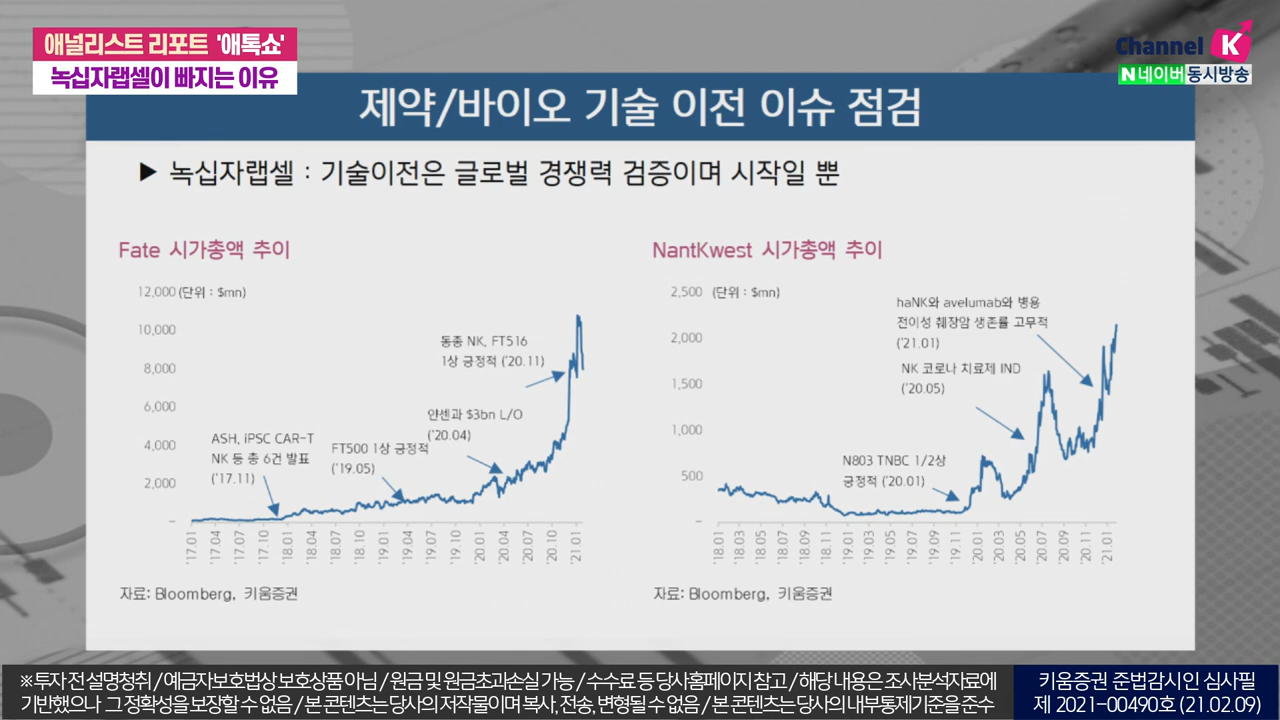 애널리스트 리포트 '애톡쇼'
녹십자랩셀이 빠지는 이유
Channel K
N 네이버 동시방송
제약/바이오 기술 이전 이슈 점검
▶ 녹십자랩셀 : 기술이전은 글로벌 경쟁력 검증이며 시작일 뿐
Fate 시가총액 추이
12,000 (단위 : $mn)
10,000
8,000
6,000
4,000
2,000
–
동종 NK, FT516
1상 긍정적 ('20.11)
얀센과 $3bn L/O
('20.04)
ASH, iPSC CAR-T
NK 등 총 6건 발표
('17.11)
FT500 1상 긍정적
('19.05)
'17.01 '17.04 '17.07 '17.10 '18.01 '18.04 '18.07 '18.10 '19.01 '19.04 '19.07 '19.10 '20.01 '20.04 '20.07 '20.10 '21.01
자료: Bloomberg, 키움증권
NantKwest 시가총액 추이
2,500 (단위 : $mn)
2,000
1,500
1,000
500
–
haNK와 avelumab와 병용
전이성 췌장암 생존률 고무적
('21.01)
NK 코로나 치료제 IND
('20.05)
N803 TNBC 1/2상
긍정적 ('20.01)
'18.01 '18.03 '18.05 '18.07 '18.09 '18.11 '19.01 '19.03 '19.05 '19.07 '19.09 '19.11 '20.01 '20.03 '20.05 '20.07 '20.09 '20.11 '21.01
자료: Bloomberg, 키움증권
※투자 전 설명청취 / 예금자보호법상 보호상품 아님 / 원금 및 원금초과손실 가능 / 수수료 등 당사홈페이지 참고 / 해당 내용은 조사분석자료에
기반했으나 그 정확성을 보장할 수 없음 / 본 콘텐츠는 당사의 저작물이며 복사, 전송, 변형될 수 없음 / 본 콘텐츠는 당사의 내부통제기준을 준수
키움증권 준법감시인 심사필
제 2021-00490호 (21.02.09)